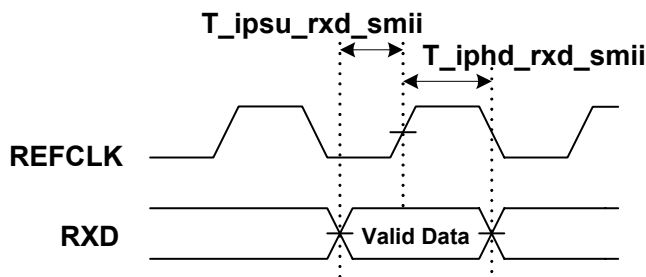 T_ipsu_rxd_smii
T_iphd_rxd_smii
REFCLK
RXD
Valid Data